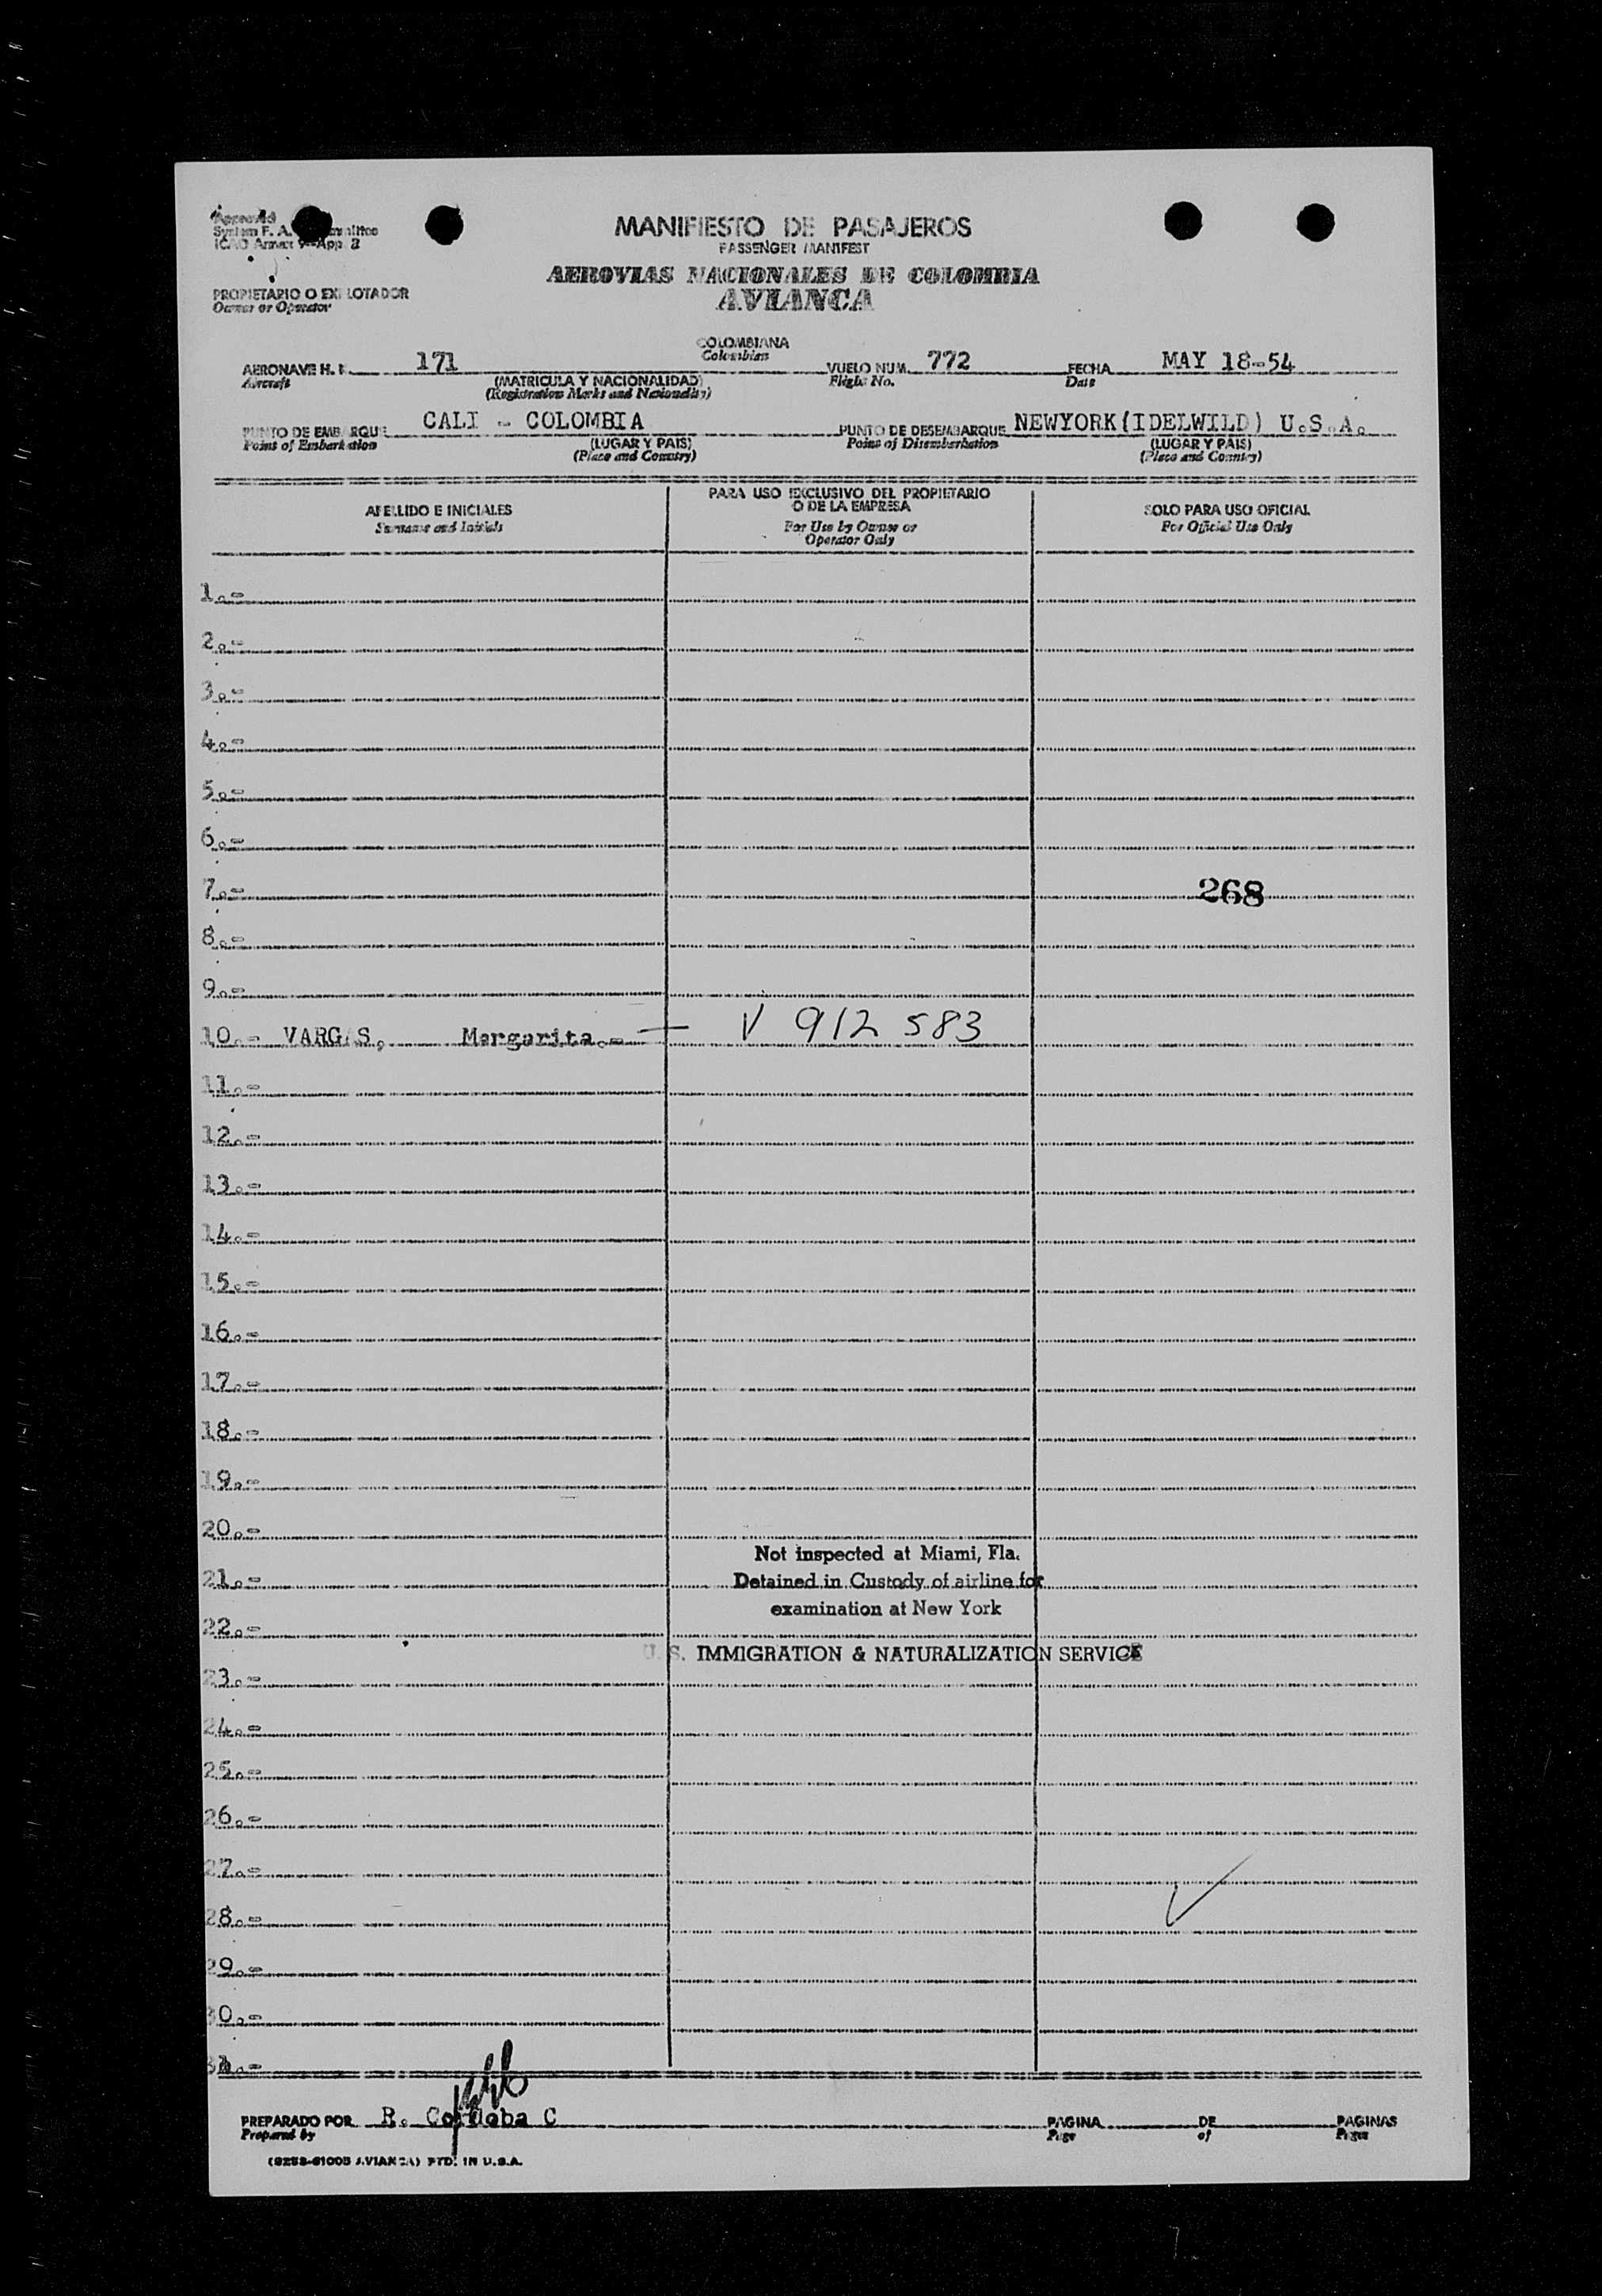 Approved
System F. A.
ICAO Annex 9-App. 2
MANIFIESTO DE PASAJEROS
PASSENGER MANIFEST
AEROVIAS NACIONALES DE COLOMBIA
AVIANCA
PROPIETARIO O EXPLOTADOR
Owner or Operator
COLOMBIANA
Colombian
AERONAVE H. K. 171 VUELO NUM. 772 FECHA MAY 18-54
Aircraft (MATRICULA Y NACIONALIDAD) Flight No. Date
(Registration Marks and Nationality)
PUNTO DE EMBARQUE CALI - COLOMBIA PUNTO DE DESEMBARQUE NEWYORK(IDELWILD) U.S.A.
Point of Embarkation (LUGAR Y PAIS) Point of Disembarkation (LUGAR Y PAIS)
(Place and Country) (Place and Country)
APELLIDO E INICIALES PARA USO EXCLUSIVO DEL PROPIETARIO O DE LA EMPRESA SOLO PARA USO OFICIAL
Surname and Initials For Use by Owner or Operator Only For Official Use Only
1.-
2.-
3.-
4.-
5.-
6.-
7.- 268
8.-
9.-
10.- VARGAS, Margarita.- — V 912 583
11.-
12.-
13.-
14.-
15.-
16.-
17.-
18.-
19.-
20.-
Not inspected at Miami, Fla.
21.- Detained in Custody of airline for
examination at New York
22.-
U. S. IMMIGRATION & NATURALIZATION SERVICE
23.-
24.-
25.-
26.-
27.-
28.-
29.-
30.-
PREPARADO POR R. Cordoba C PAGINA DE PAGINAS
Prepared by Page of Pages
AVIANCA) PTD. IN U.S.A.